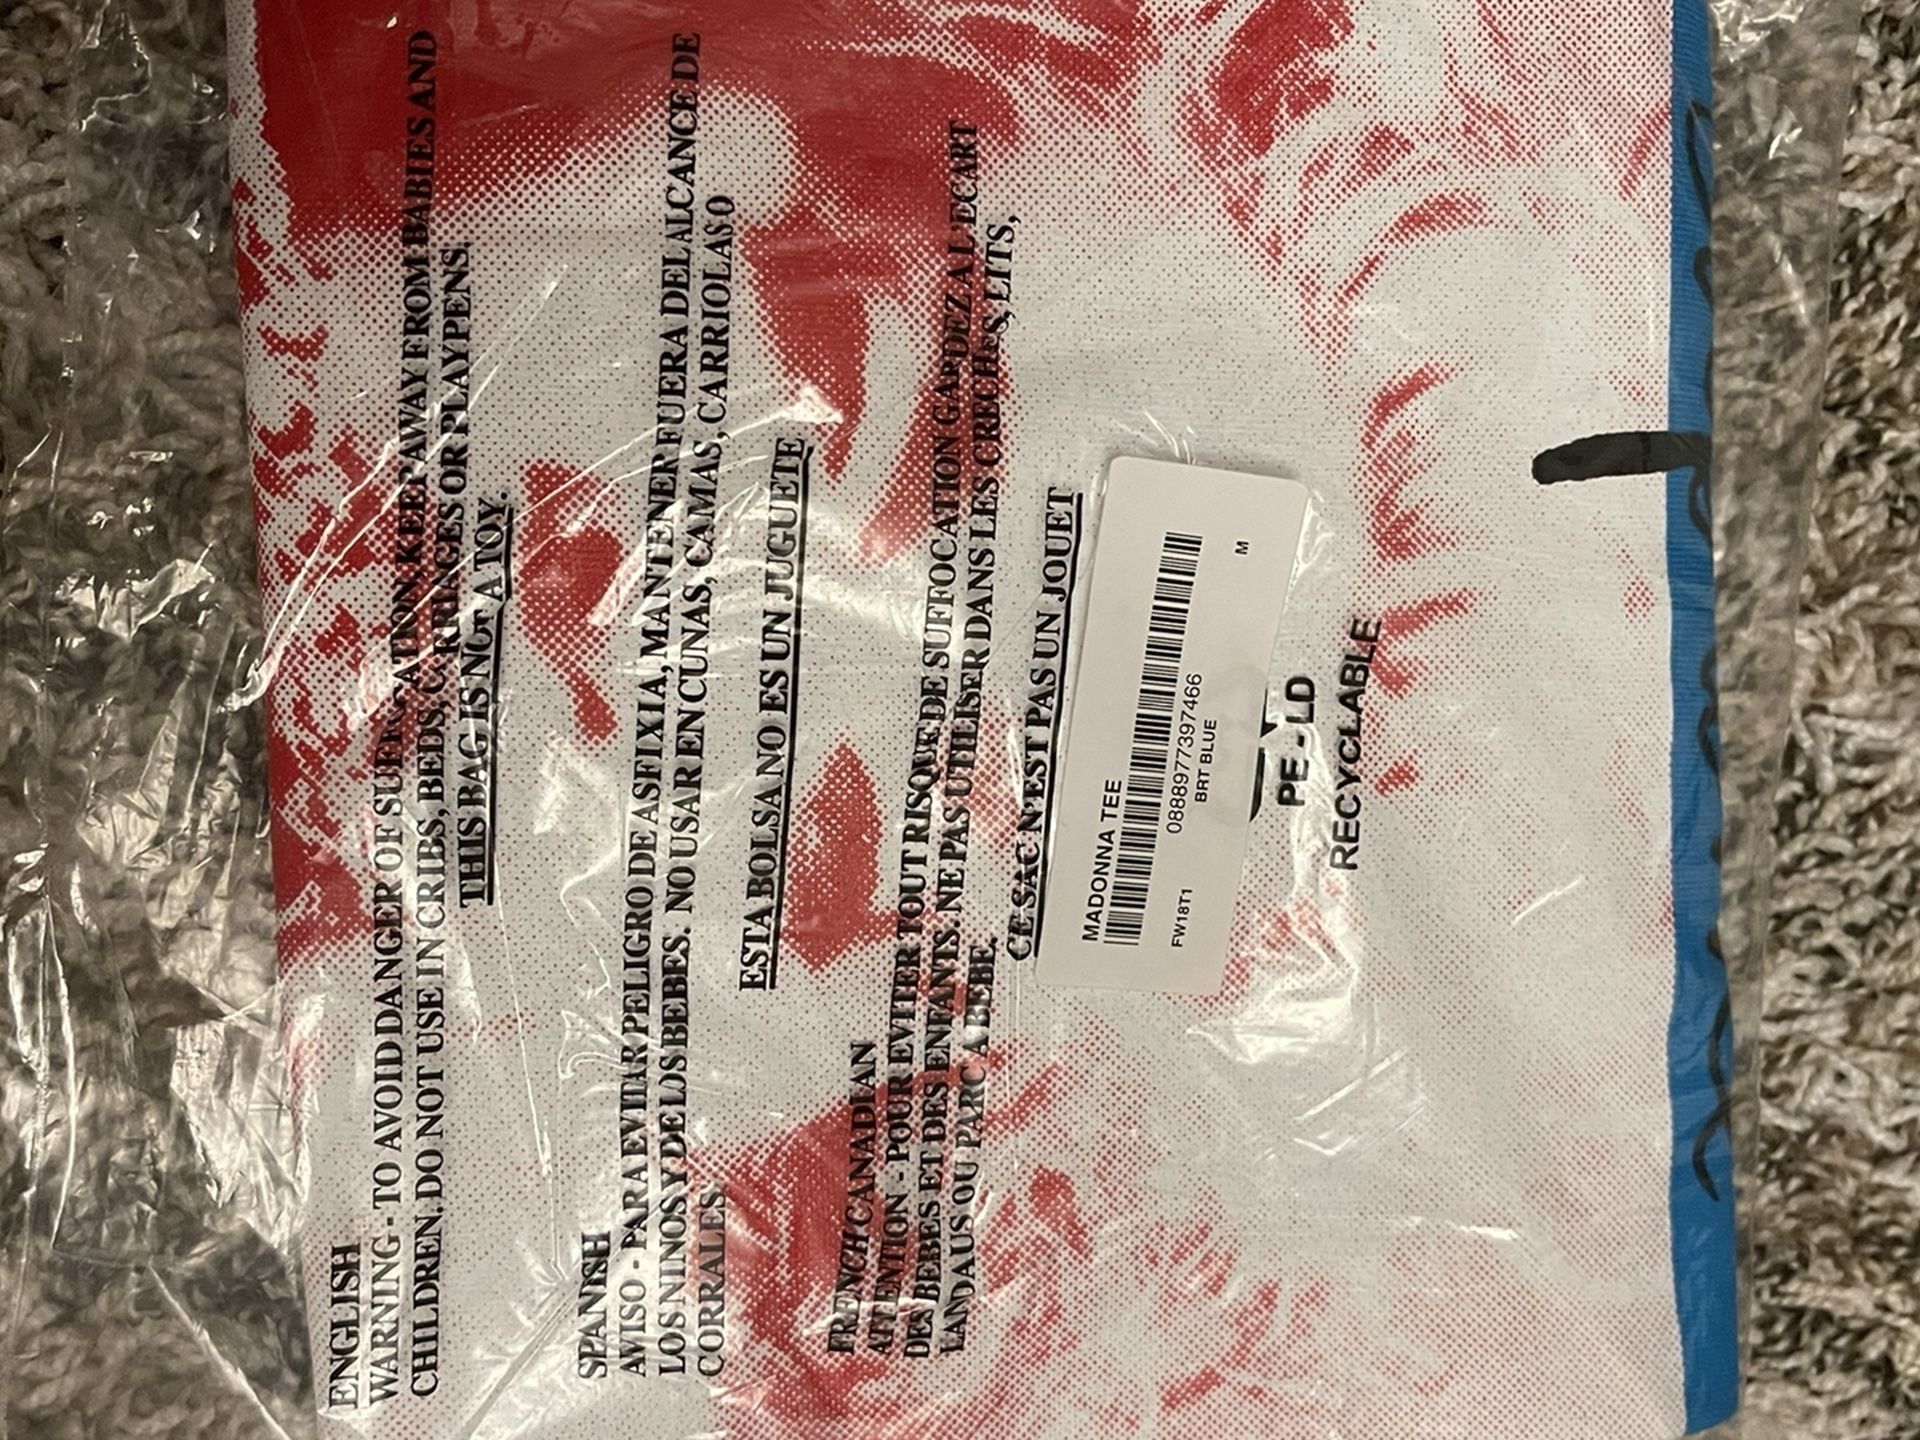 ENGLISH
WARNING - TO AVOID DANGER OF SUFFOCATION, KEEP AWAY FROM BABIES AND
CHILDREN. DO NOT USE IN CRIBS, BEDS, CARRIAGES OR PLAYPENS.
THIS BAG IS NOT A TOY.
SPANISH
AVISO - PARA EVITAR PELIGRO DE ASFIXIA, MANTENER FUERA DEL ALCANCE DE
LOS NINOS Y DE LOS BEBES. NO USAR EN CUNAS, CAMAS, CARRIOLAS O
CORRALES.
ESTA BOLSA NO ES UN JUGUETE
FRENCH CANADIAN
ATTENTION - POUR EVITER TOUT RISQUE DE SUFFOCATION GARDEZ A L'ECART
DES BEBES ET DES ENFANTS. NE PAS UTILISER DANS LES CRECHES, LITS,
LANDAUS OU PARC A BEBE.
CE SAC N'EST PAS UN JOUET
MADONNA TEE
0888977397466
FW18T1 BRT BLUE M
PE-LD
RECYCLABLE